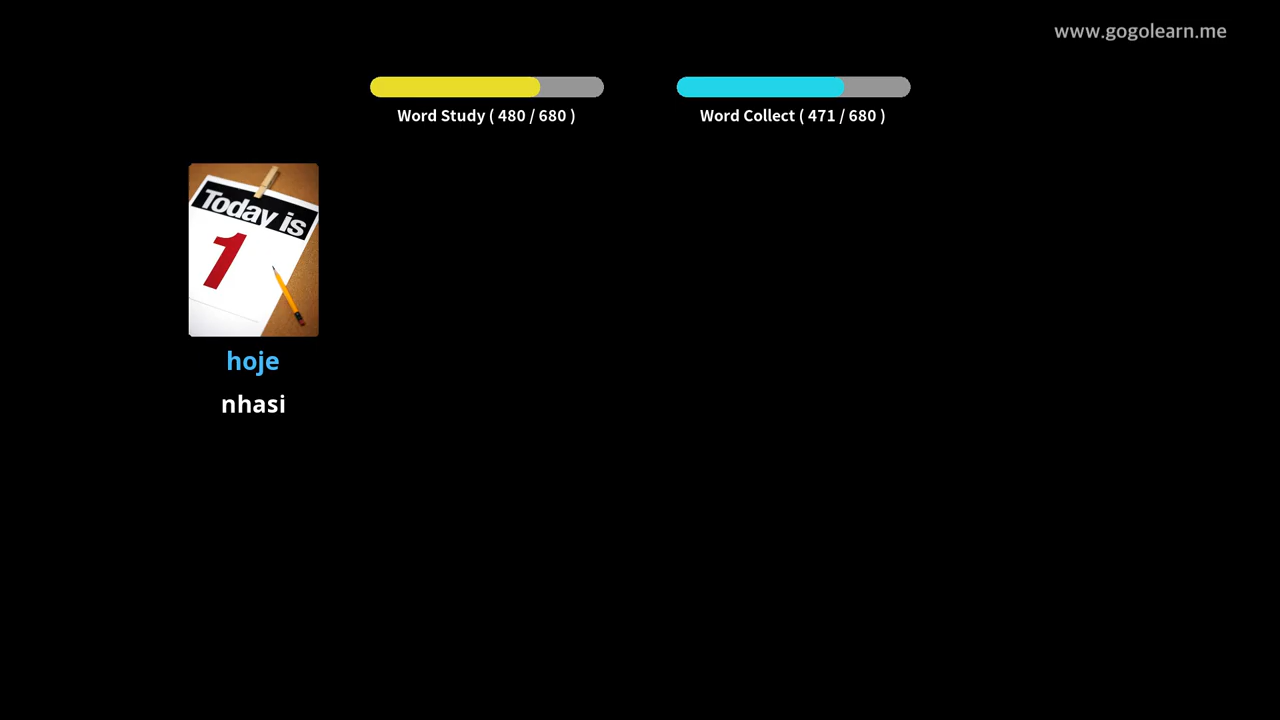 www.gogolearn.me
Word Study ( 480 / 680 )
Word Collect ( 471 / 680 )
Today is
1
hoje
nhasi